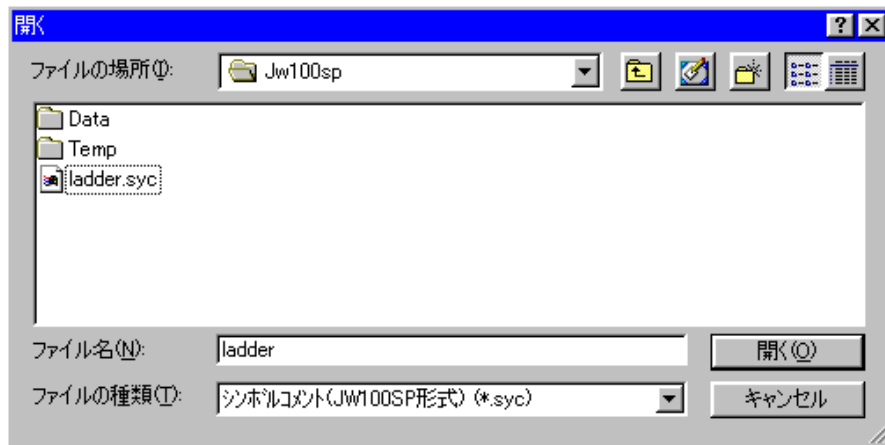 開く
ファイルの場所(I):
Jw100sp
Data
Temp
ladder.syc
ファイル名(N):
ladder
開く(O)
ファイルの種類(T):
シンボルコメント(JW100SP形式) (*.syc)
キャンセル